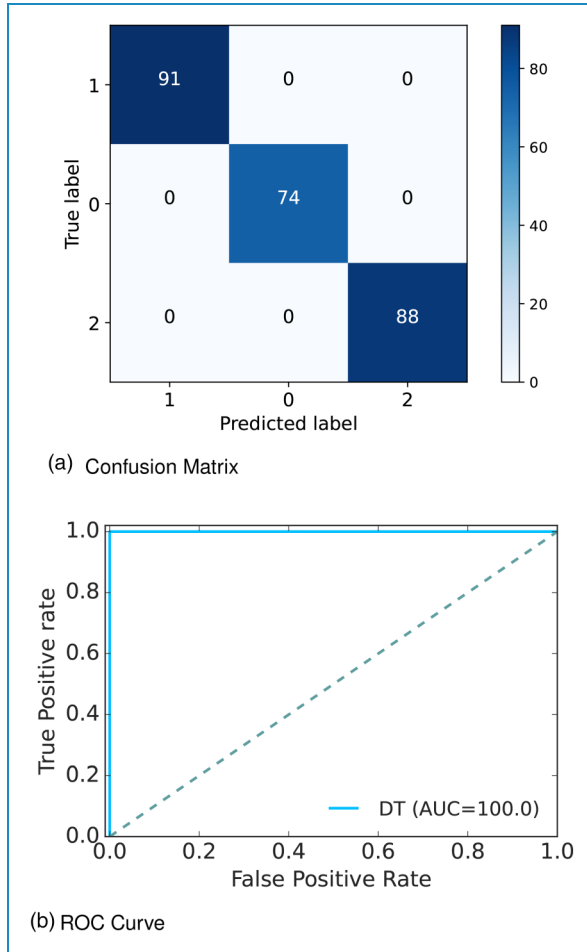 1 91 0 0
0 0 74 0
2 0 0 88
1 0 2
True label
Predicted label
80
60
40
20
0
(a) Confusion Matrix
1.0
0.8
0.6
0.4
0.2
0.0
0.0 0.2 0.4 0.6 0.8 1.0
True Positive rate
DT (AUC=100.0)
False Positive Rate
(b) ROC Curve